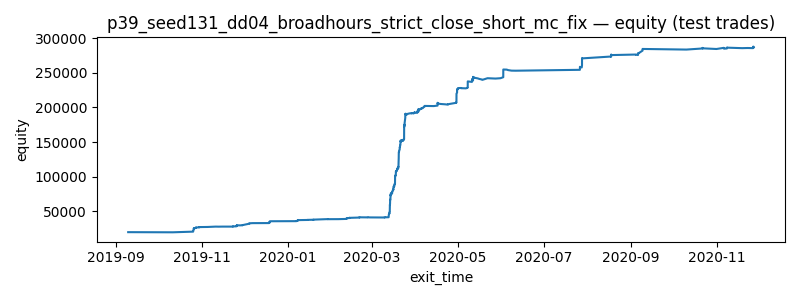 p39_seed131_dd04_broadhours_strict_close_short_mc_fix — equity (test trades)
300000
250000
200000
150000
100000
50000
equity
2019-09 2019-11 2020-01 2020-03 2020-05 2020-07 2020-09 2020-11
exit_time